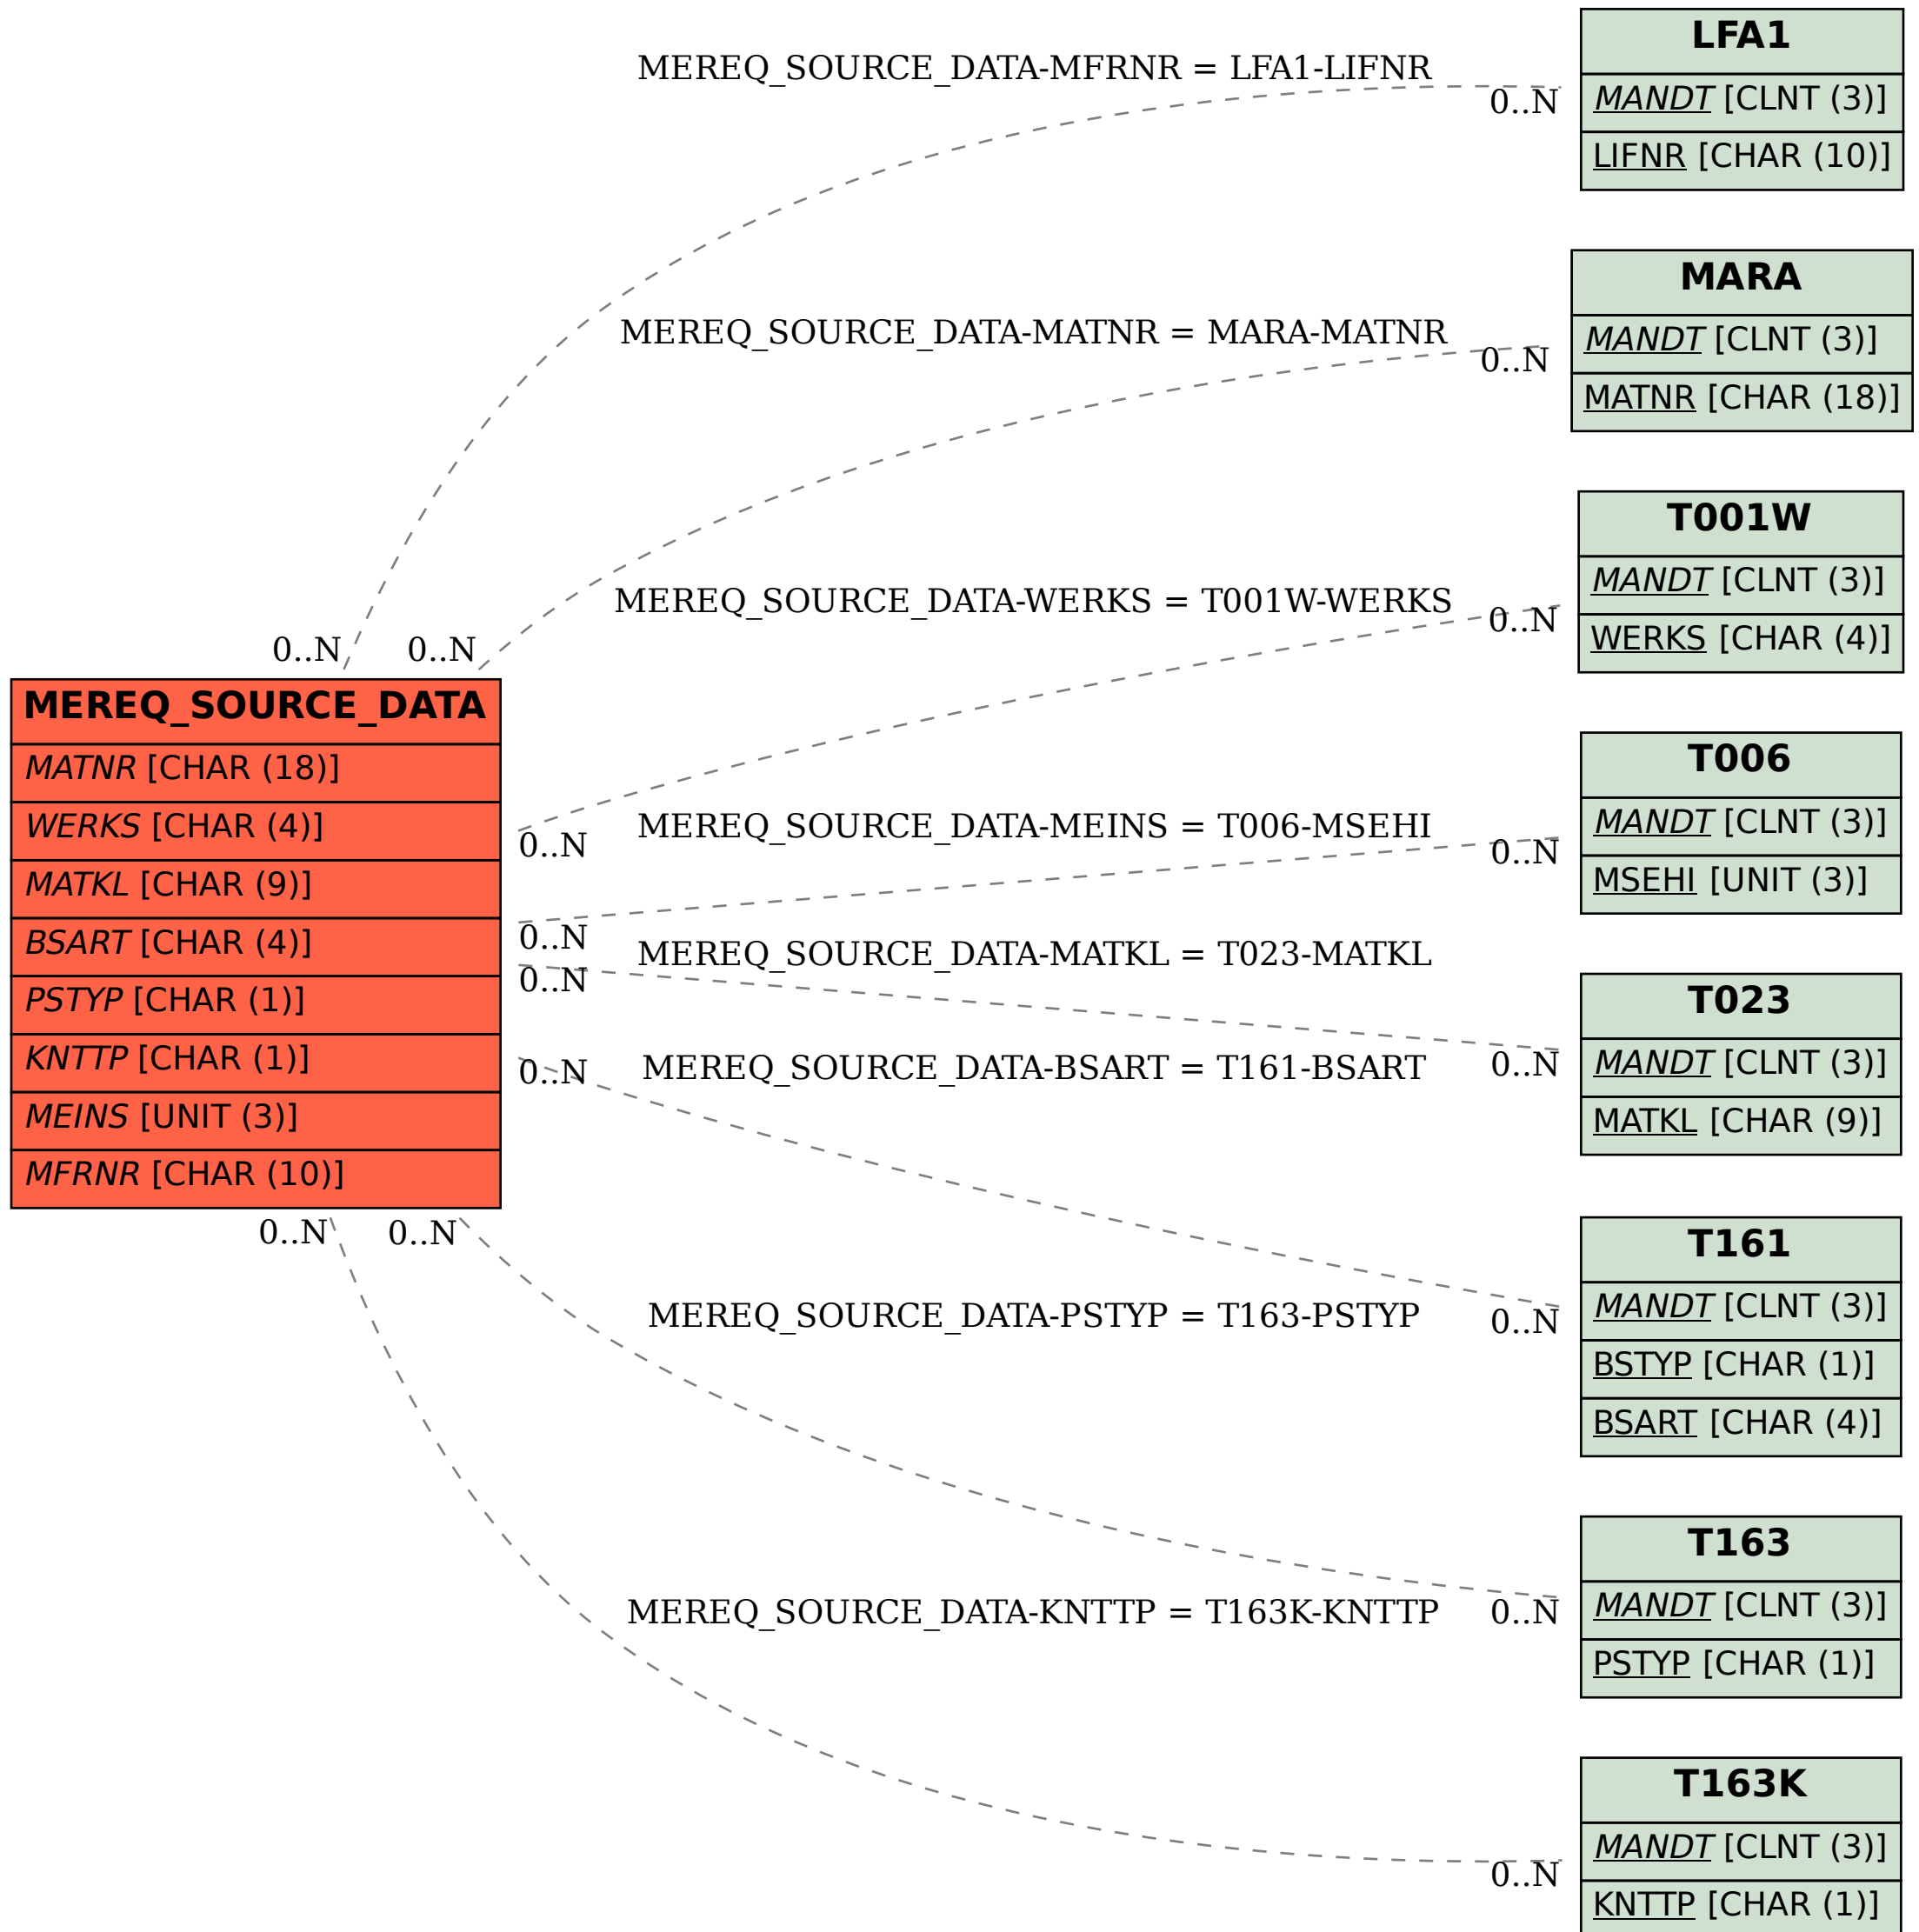 LFA1
MANDT [CLNT (3)]
LIFNR [CHAR (10)]
MEREQ_SOURCE_DATA-MFRNR = LFA1-LIFNR
0..N
MARA
MANDT [CLNT (3)]
MATNR [CHAR (18)]
MEREQ_SOURCE_DATA-MATNR = MARA-MATNR
0..N
T001W
MANDT [CLNT (3)]
WERKS [CHAR (4)]
MEREQ_SOURCE_DATA-WERKS = T001W-WERKS
0..N
0..N
0..N
MEREQ_SOURCE_DATA
MATNR [CHAR (18)]
WERKS [CHAR (4)]
MATKL [CHAR (9)]
BSART [CHAR (4)]
PSTYP [CHAR (1)]
KNTTP [CHAR (1)]
MEINS [UNIT (3)]
MFRNR [CHAR (10)]
T006
MANDT [CLNT (3)]
MSEHI [UNIT (3)]
0..N
MEREQ_SOURCE_DATA-MEINS = T006-MSEHI
0..N
0..N
MEREQ_SOURCE_DATA-MATKL = T023-MATKL
0..N
T023
MANDT [CLNT (3)]
MATKL [CHAR (9)]
0..N
MEREQ_SOURCE_DATA-BSART = T161-BSART
0..N
0..N
0..N
T161
MANDT [CLNT (3)]
BSTYP [CHAR (1)]
BSART [CHAR (4)]
MEREQ_SOURCE_DATA-PSTYP = T163-PSTYP
0..N
T163
MANDT [CLNT (3)]
PSTYP [CHAR (1)]
MEREQ_SOURCE_DATA-KNTTP = T163K-KNTTP
0..N
T163K
MANDT [CLNT (3)]
KNTTP [CHAR (1)]
0..N